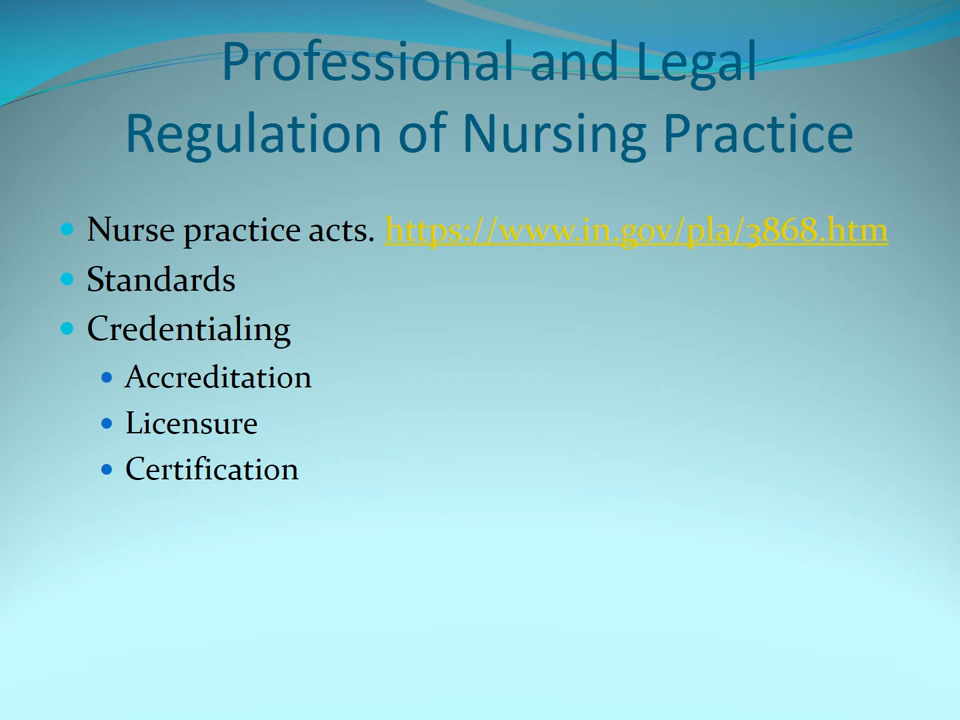 Professional and Legal
Regulation of Nursing Practice
Nurse practice acts. https://www.in.gov/pla/3868.htm
Standards
Credentialing
Accreditation
Licensure
Certification